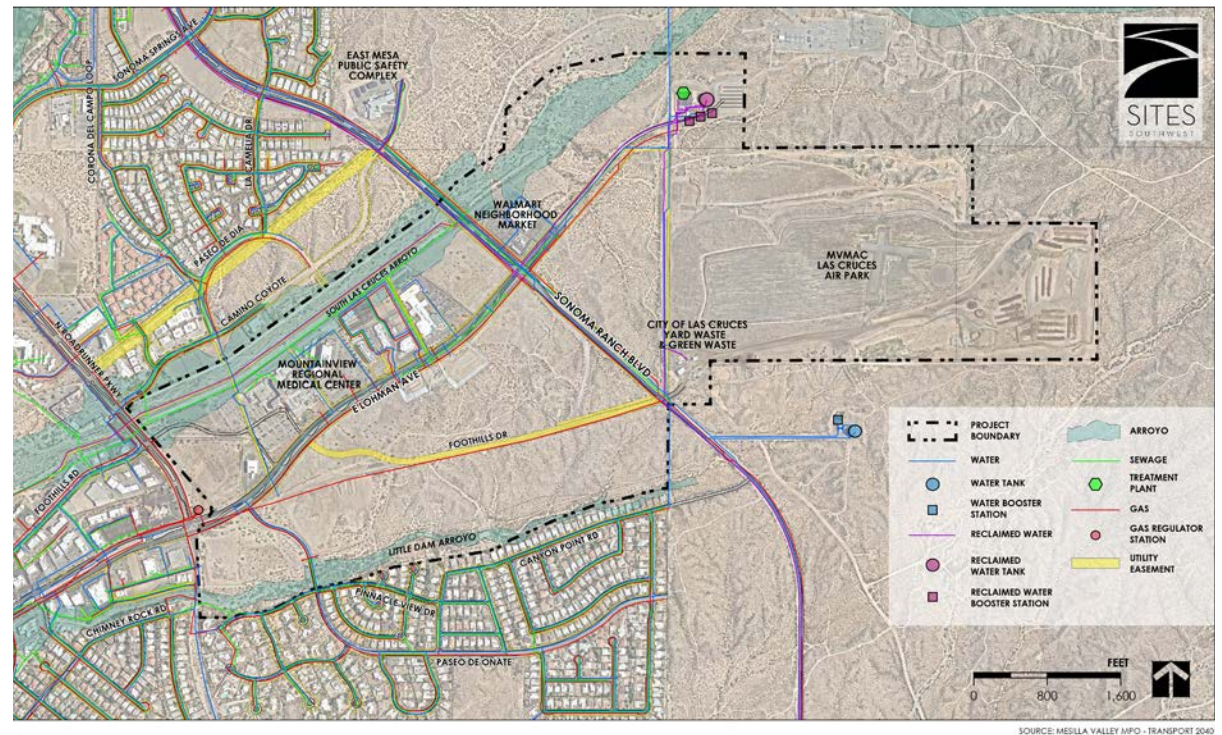 SONOMA SPRINGS AVE
EAST MESA
PUBLIC SAFETY
COMPLEX
CORONA DEL CAMPO LOOP
LA CAMELIA DR
SITES
SOUTHWEST
WALMART
NEIGHBORHOOD
MARKET
PASEO DE DIA
CAMINO COYOTE
SOUTH LAS CRUCES ARROYO
MVMAC
LAS CRUCES
AIR PARK
N ROADRUNNER PKWY
SONOMA RANCH BLVD
CITY OF LAS CRUCES
YARD WASTE
& GREEN WASTE
MOUNTAINVIEW
REGIONAL
MEDICAL CENTER
E LOHMAN AVE
FOOTHILLS DR
FOOTHILLS RD
LITTLE DAM ARROYO
CANYON POINT RD
PINNACLE VIEW DR
CHIMNEY ROCK RD
PASEO DE ONATE
PROJECT
BOUNDARY
WATER
WATER TANK
WATER BOOSTER
STATION
RECLAIMED WATER
RECLAIMED
WATER TANK
RECLAIMED WATER
BOOSTER STATION
ARROYO
SEWAGE
TREATMENT
PLANT
GAS
GAS REGULATOR
STATION
UTILITY
EASEMENT
FEET
0 800 1,600
SOURCE: MESILLA VALLEY MPO - TRANSPORT 2040